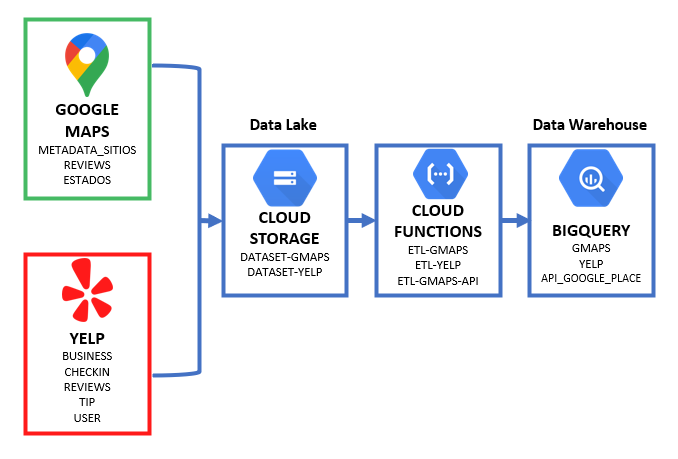 GOOGLE
MAPS
METADATA_SITIOS
REVIEWS
ESTADOS
YELP
BUSINESS
CHECKIN
REVIEWS
TIP
USER
Data Lake
CLOUD
STORAGE
DATASET-GMAPS
DATASET-YELP
CLOUD
FUNCTIONS
ETL-GMAPS
ETL-YELP
ETL-GMAPS-API
Data Warehouse
BIGQUERY
GMAPS
YELP
API_GOOGLE_PLACE